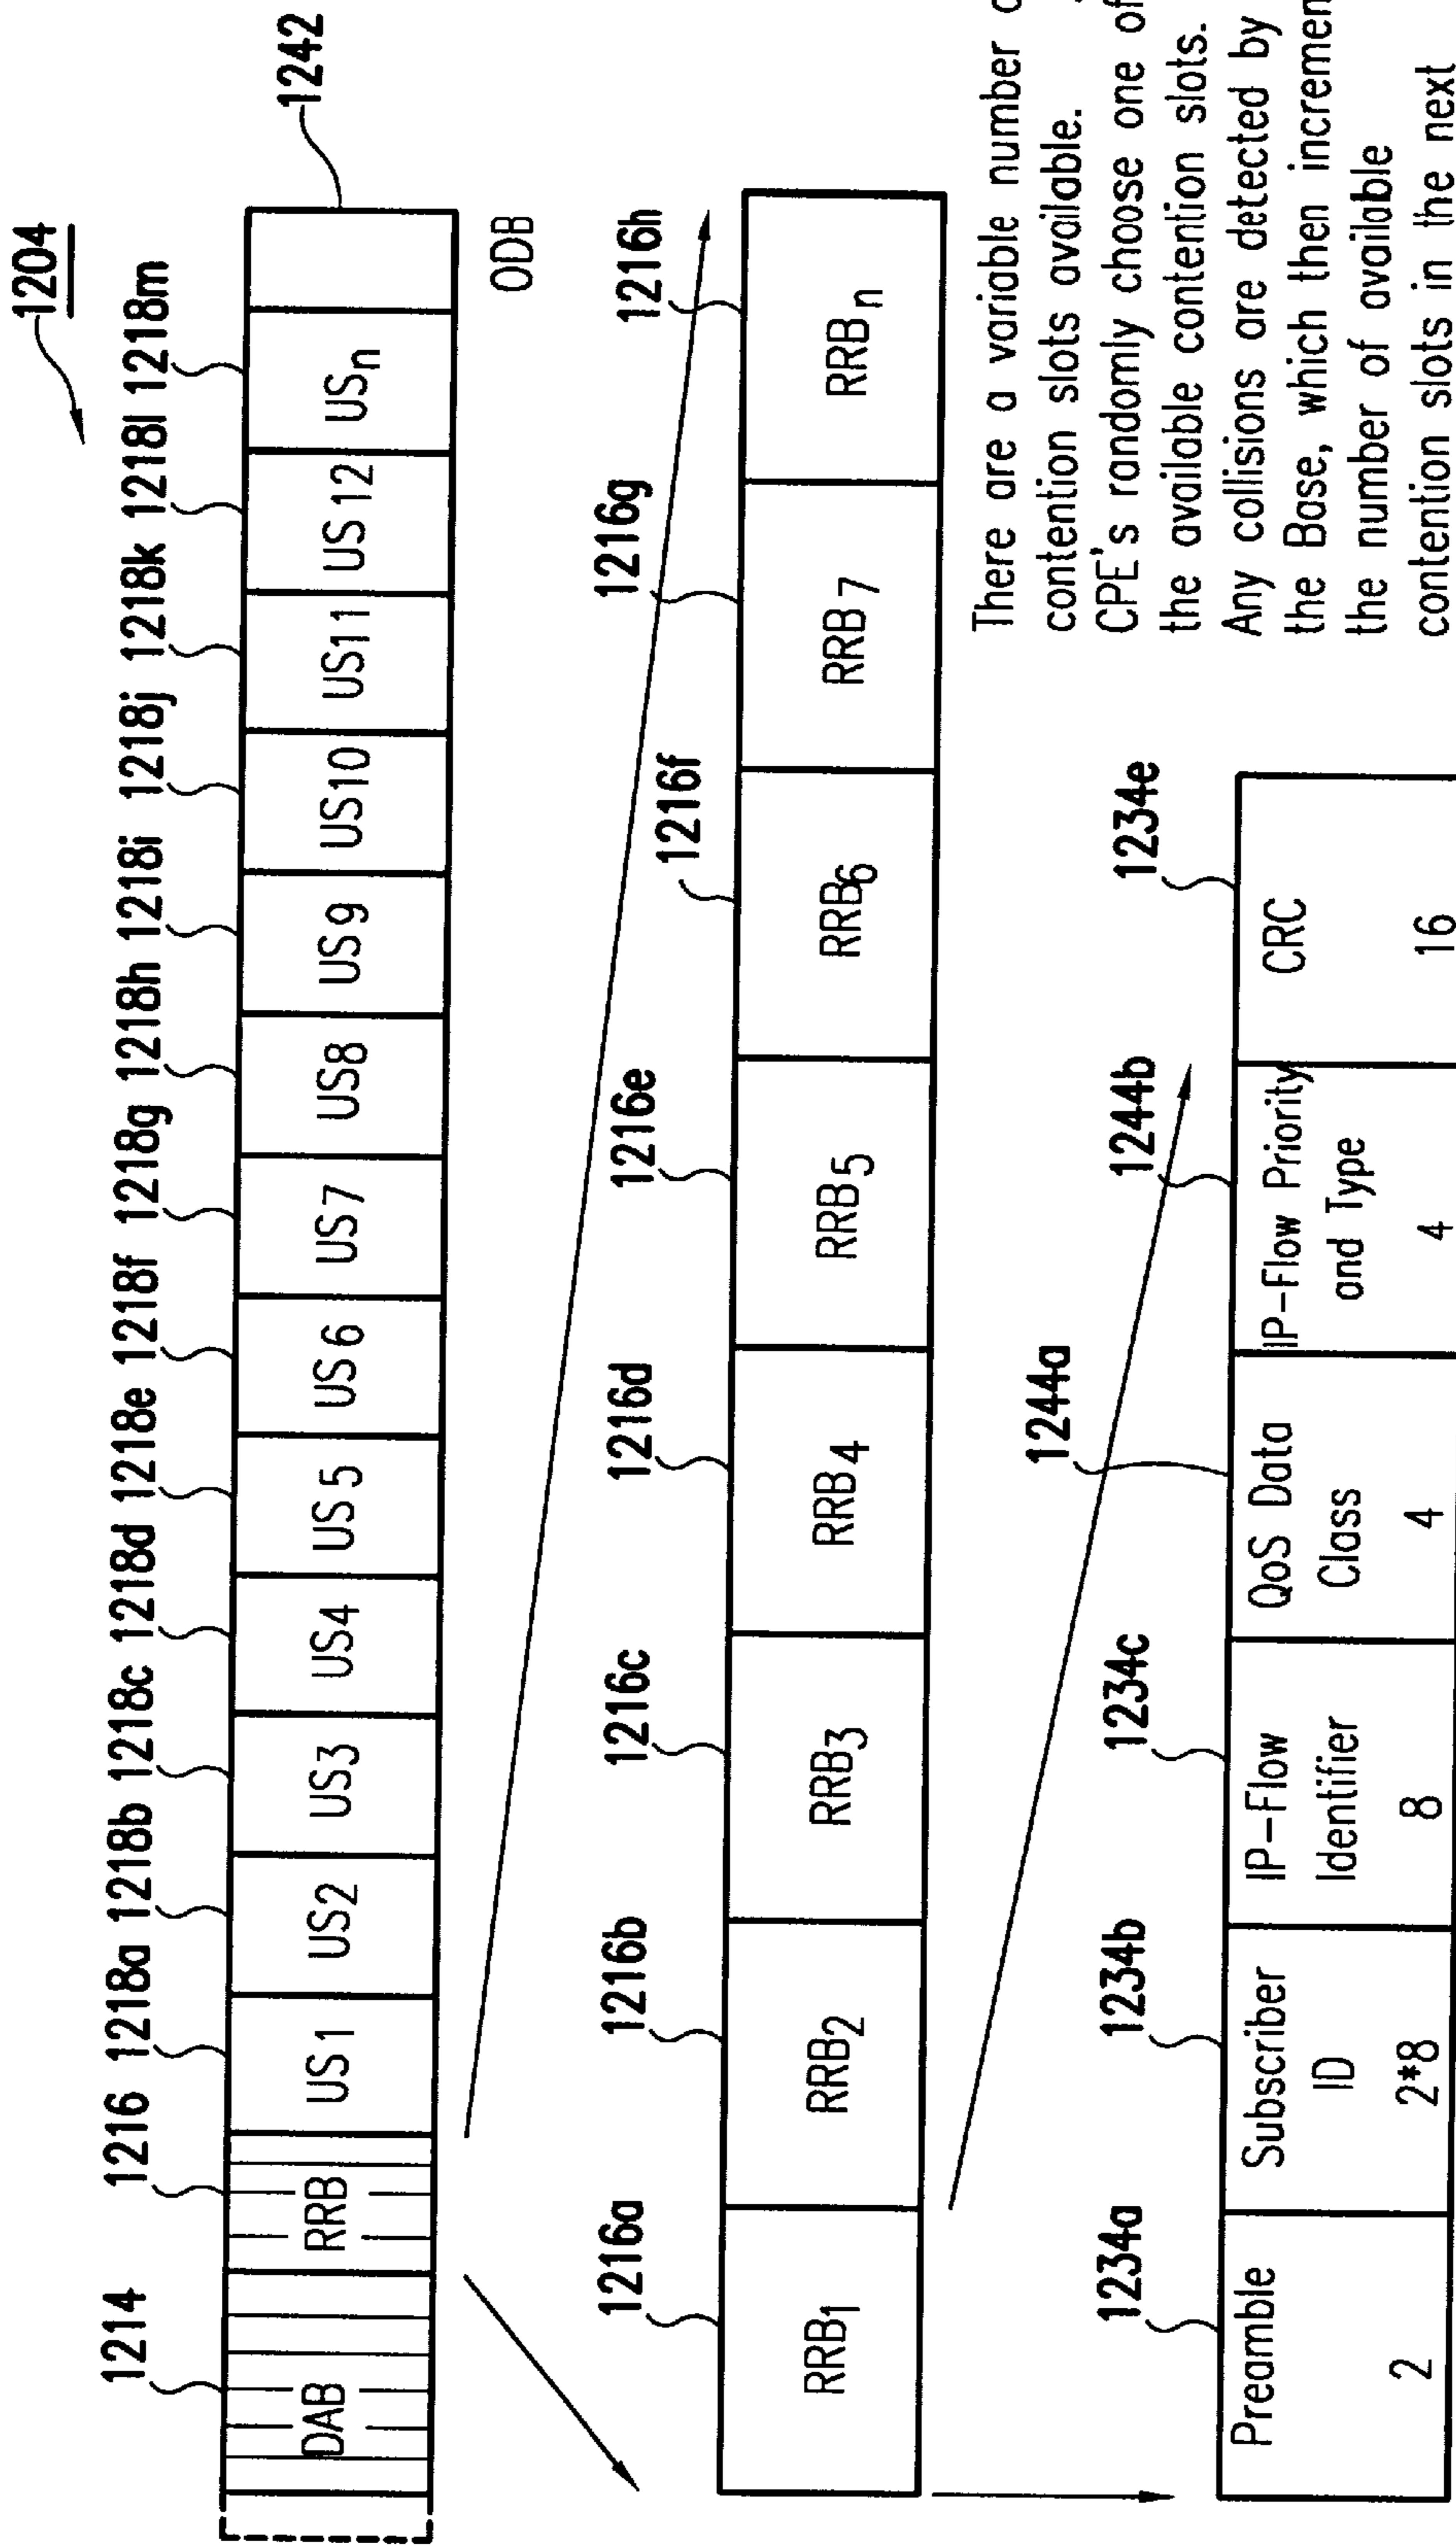 1204
1214 1216 1218a 1218b 1218c 1218d 1218e 1218f 1218g 1218h 1218i 1218j 1218k 1218l 1218m
DAB RRB US1 US2 US3 US4 US5 US6 US7 US8 US9 US10 US11 US12 USn
1242
ODB
1216a 1216b 1216c 1216d 1216e 1216f 1216g 1216h
RRB1 RRB2 RRB3 RRB4 RRB5 RRB6 RRB7 RRBn
1234a 1234b 1234c 1244a 1244b 1234e
Preamble
2
Subscriber
ID
2*8
IP-Flow
Identifier
8
QoS Data
Class
4
IP-Flow Priority
and Type
4
CRC
16
There are a variable number
contention slots available.
CPE's randomly choose one of
the available contention slots.
Any collisions are detected by
the Base, which then incremen
the number of available
contention slots in the next